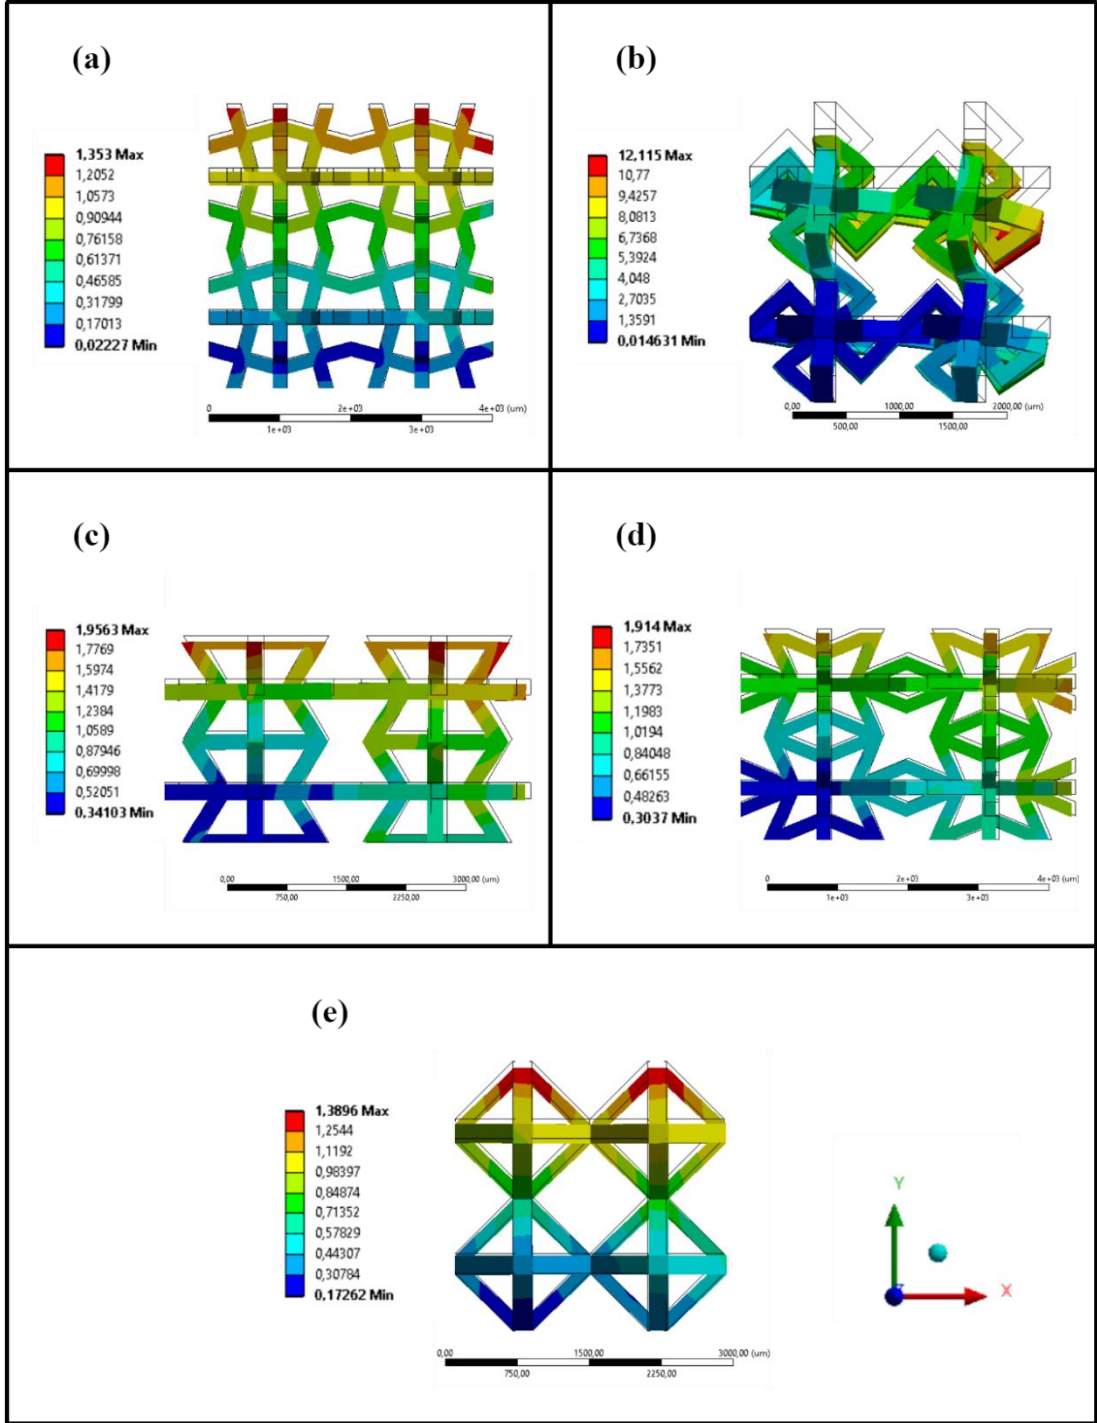 (a)
1,353 Max
1,2052
1,0573
0,90944
0,76158
0,61371
0,46585
0,31799
0,17013
0,02227 Min
0 2e+03 4e+03 (um)
1e+03 3e+03
(b)
12,115 Max
10,77
9,4257
8,0813
6,7368
5,3924
4,048
2,7035
1,3591
0,014631 Min
0,00 1000,00 2000,00 (um)
500,00 1500,00
(c)
1,9563 Max
1,7769
1,5974
1,4179
1,2384
1,0589
0,87946
0,69998
0,52051
0,34103 Min
0,00 1500,00 3000,00 (um)
750,00 2250,00
(d)
1,914 Max
1,7351
1,5562
1,3773
1,1983
1,0194
0,84048
0,66155
0,48263
0,3037 Min
0 2e+03 4e+03 (um)
1e+03 3e+03
(e)
1,3896 Max
1,2544
1,1192
0,98397
0,84874
0,71352
0,57829
0,44307
0,30784
0,17262 Min
0,00 1500,00 3000,00 (um)
750,00 2250,00
Y
X